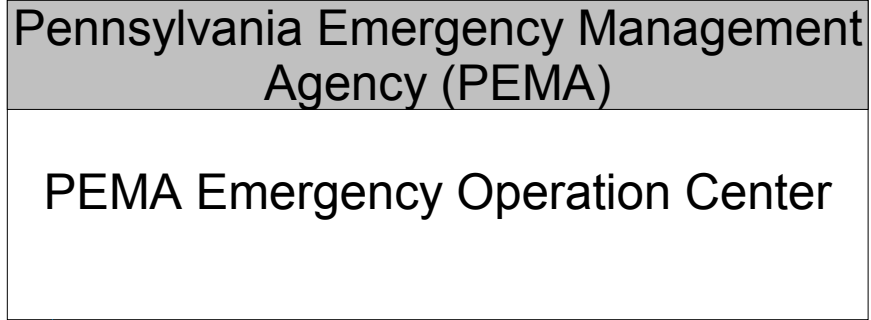 Pennsylvania Emergency Management
Agency (PEMA)
PEMA Emergency Operation Center